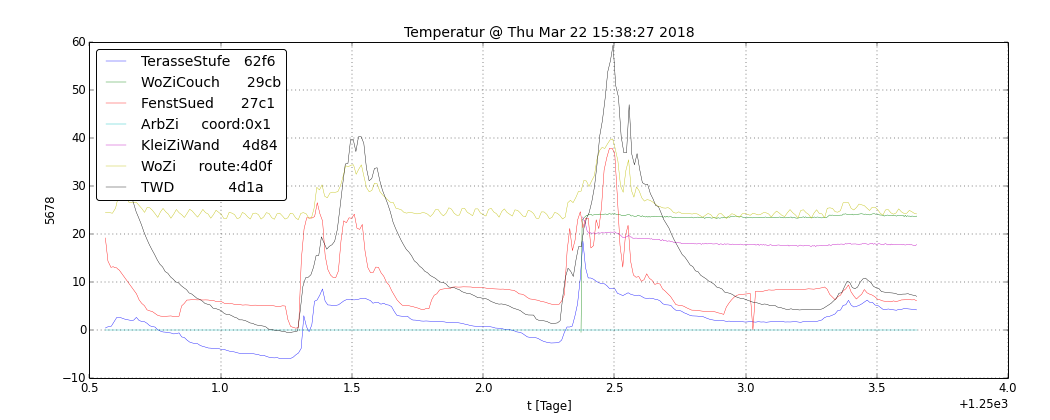 Temperatur @ Thu Mar 22 15:38:27 2018
60
50
40
30
20
10
0
−10
5678
TerasseStufe 62f6
WoZiCouch 29cb
FenstSued 27c1
ArbZi coord:0x1
KleiZiWand 4d84
WoZi route:4d0f
TWD 4d1a
0.5 1.0 1.5 2.0 2.5 3.0 3.5 4.0
t [Tage]
+1.25e3